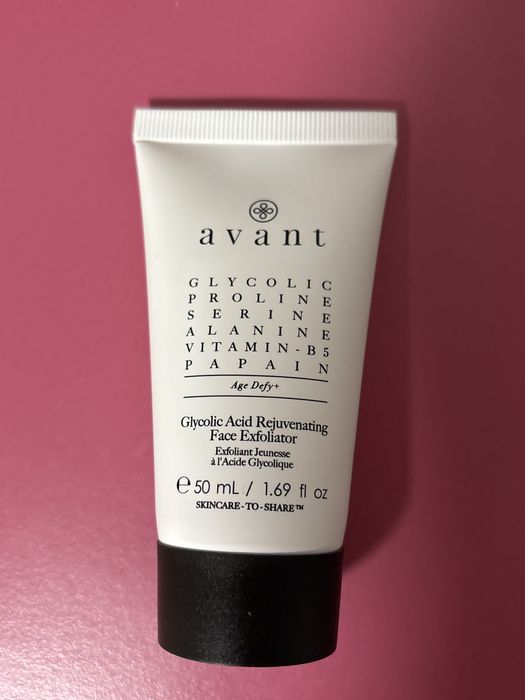 avant
GLYCOLIC
PROLINE
SERINE
ALANINE
VITAMIN-B5
PAPAIN
Age Defy+
Glycolic Acid Rejuvenating
Face Exfoliator
Exfoliant Jeunesse
à l'Acide Glycolique
℮ 50 mL / 1.69 fl oz
SKINCARE-TO-SHARE™